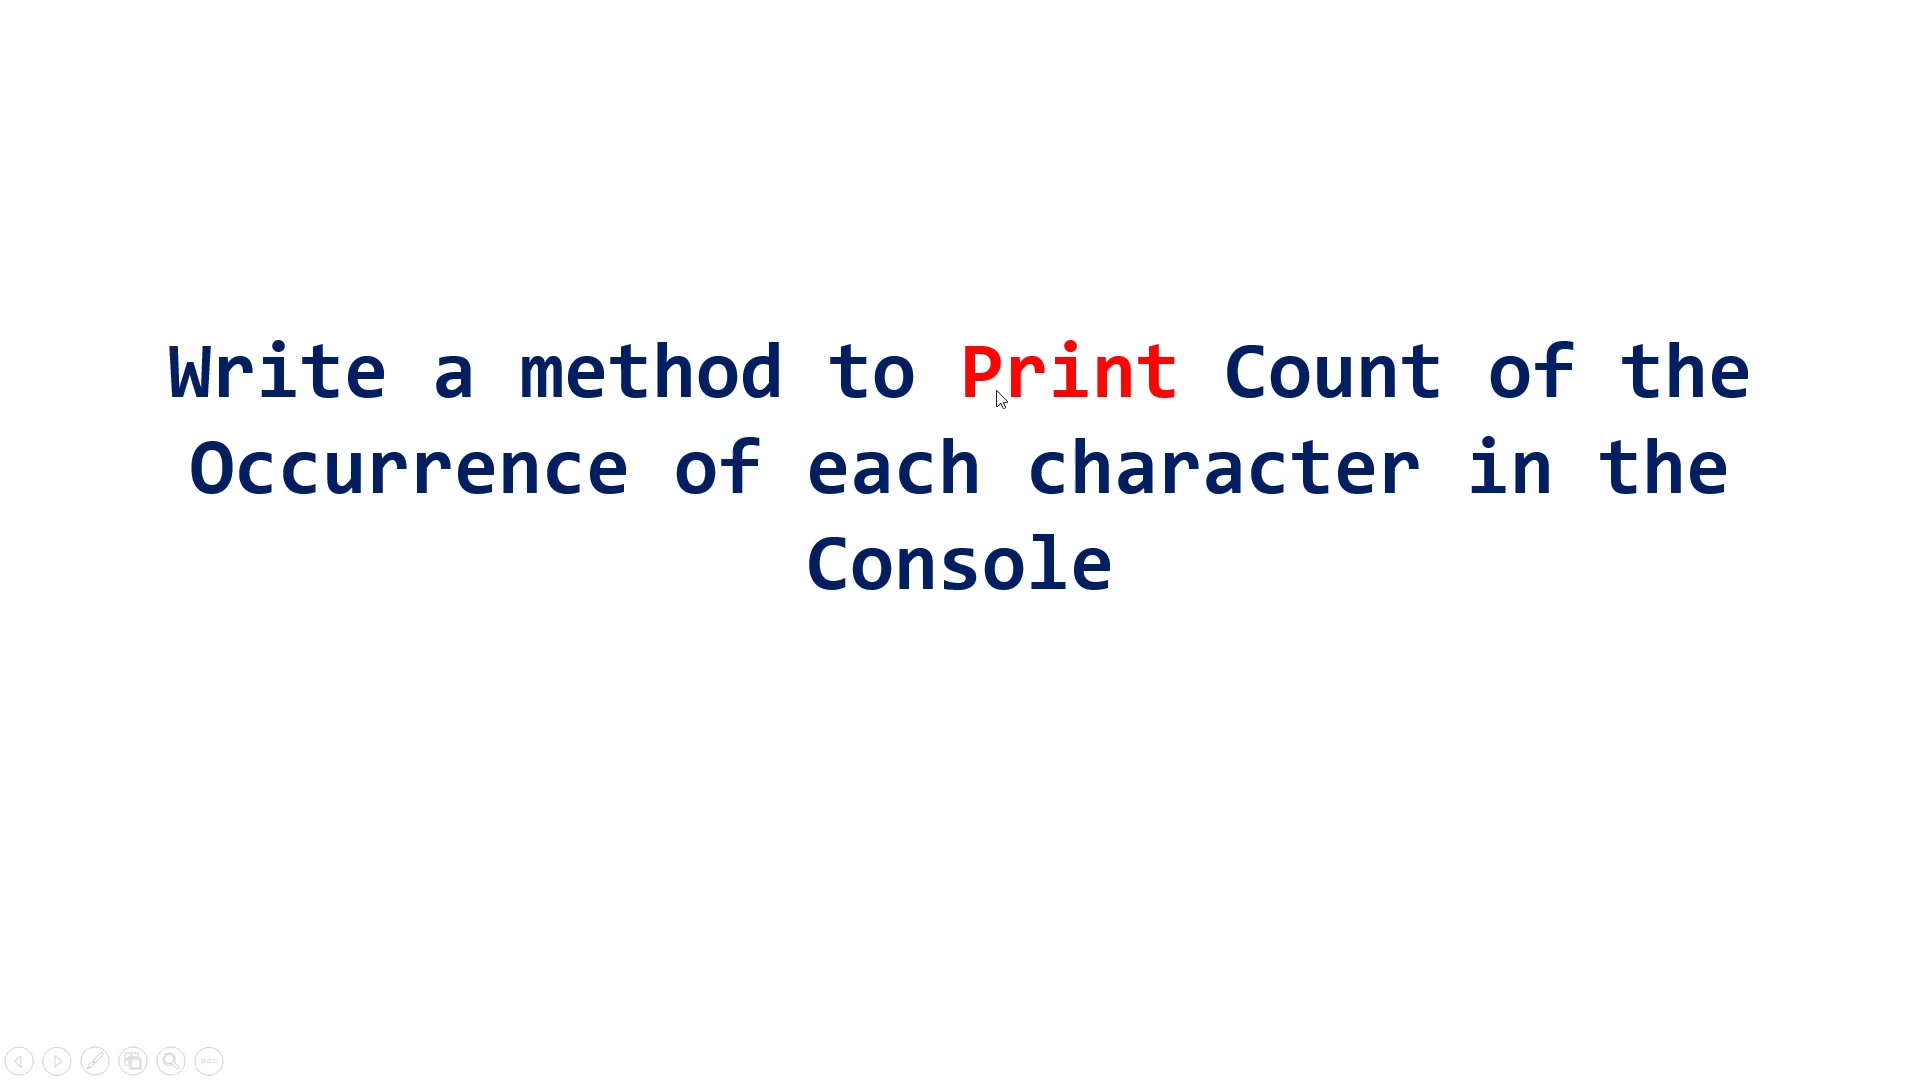 Write a method to Print Count of the
Occurrence of each character in the
Console